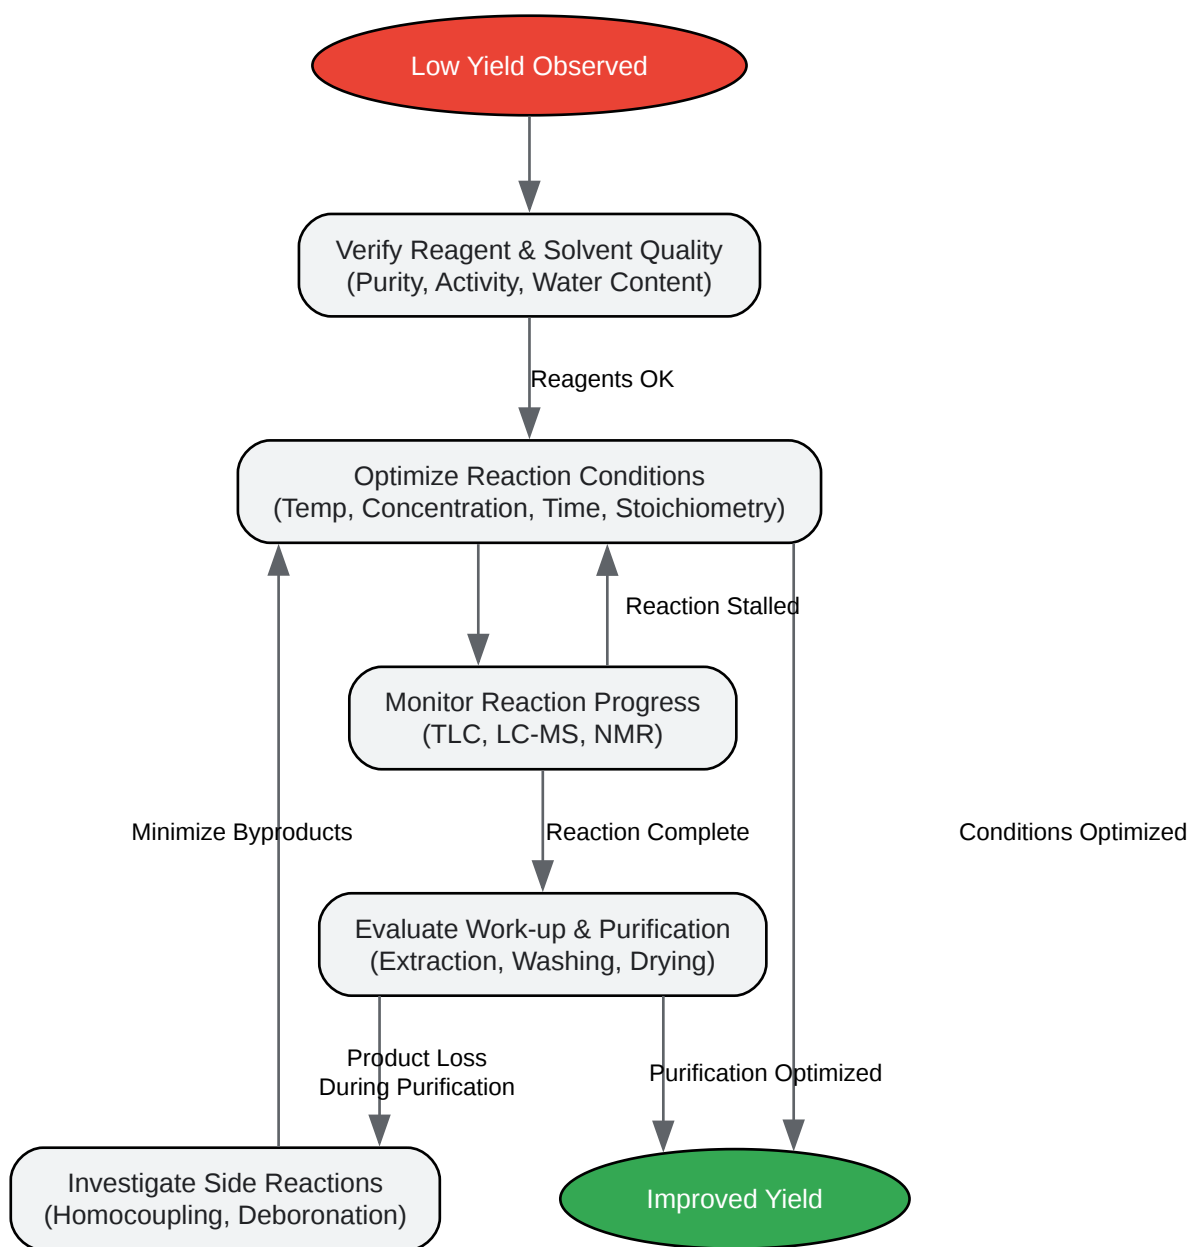 Low Yield Observed
Verify Reagent & Solvent Quality
(Purity, Activity, Water Content)
Reagents OK
Optimize Reaction Conditions
(Temp, Concentration, Time, Stoichiometry)
Reaction Stalled
Monitor Reaction Progress
(TLC, LC-MS, NMR)
Minimize Byproducts
Reaction Complete
Conditions Optimized
Evaluate Work-up & Purification
(Extraction, Washing, Drying)
Product Loss
During Purification
Purification Optimized
Investigate Side Reactions
(Homocoupling, Deboronation)
Improved Yield